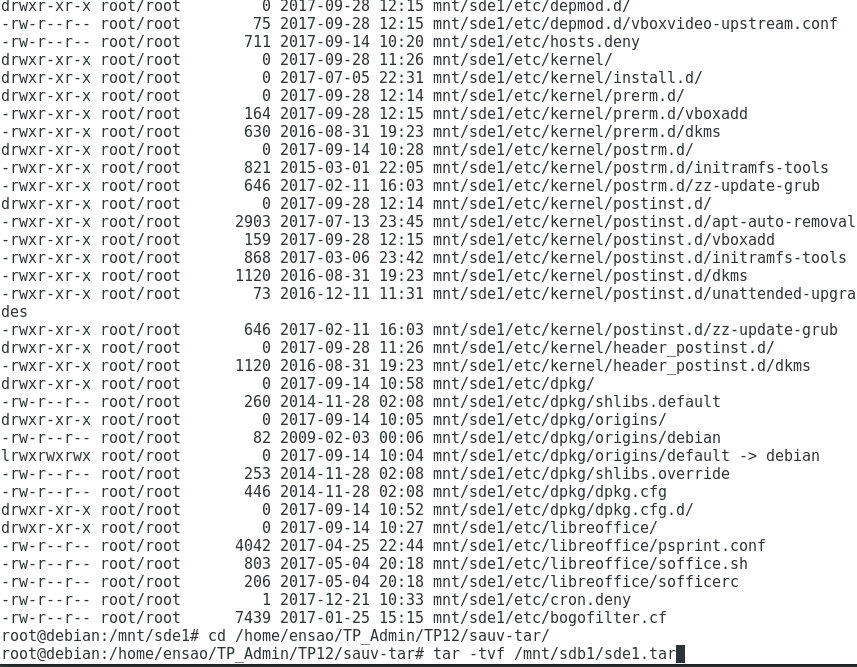 drwxr-xr-x root/root         0 2017-09-28 12:15 mnt/sde1/etc/depmod.d/
-rw-r--r-- root/root        75 2017-09-28 12:15 mnt/sde1/etc/depmod.d/vboxvideo-upstream.conf
-rw-r--r-- root/root       711 2017-09-14 10:20 mnt/sde1/etc/hosts.deny
drwxr-xr-x root/root         0 2017-09-28 11:26 mnt/sde1/etc/kernel/
drwxr-xr-x root/root         0 2017-07-05 22:31 mnt/sde1/etc/kernel/install.d/
drwxr-xr-x root/root         0 2017-09-28 12:14 mnt/sde1/etc/kernel/prerm.d/
-rwxr-xr-x root/root       164 2017-09-28 12:15 mnt/sde1/etc/kernel/prerm.d/vboxadd
-rwxr-xr-x root/root       630 2016-08-31 19:23 mnt/sde1/etc/kernel/prerm.d/dkms
drwxr-xr-x root/root         0 2017-09-14 10:28 mnt/sde1/etc/kernel/postrm.d/
-rwxr-xr-x root/root       821 2015-03-01 22:05 mnt/sde1/etc/kernel/postrm.d/initramfs-tools
-rwxr-xr-x root/root       646 2017-02-11 16:03 mnt/sde1/etc/kernel/postrm.d/zz-update-grub
drwxr-xr-x root/root         0 2017-09-28 12:14 mnt/sde1/etc/kernel/postinst.d/
-rwxr-xr-x root/root      2903 2017-07-13 23:45 mnt/sde1/etc/kernel/postinst.d/apt-auto-removal
-rwxr-xr-x root/root       159 2017-09-28 12:15 mnt/sde1/etc/kernel/postinst.d/vboxadd
-rwxr-xr-x root/root       868 2017-03-06 23:42 mnt/sde1/etc/kernel/postinst.d/initramfs-tools
-rwxr-xr-x root/root      1120 2016-08-31 19:23 mnt/sde1/etc/kernel/postinst.d/dkms
-rwxr-xr-x root/root        73 2016-12-11 11:31 mnt/sde1/etc/kernel/postinst.d/unattended-upgra
des
-rwxr-xr-x root/root       646 2017-02-11 16:03 mnt/sde1/etc/kernel/postinst.d/zz-update-grub
drwxr-xr-x root/root         0 2017-09-28 11:26 mnt/sde1/etc/kernel/header_postinst.d/
-rwxr-xr-x root/root      1120 2016-08-31 19:23 mnt/sde1/etc/kernel/header_postinst.d/dkms
drwxr-xr-x root/root         0 2017-09-14 10:58 mnt/sde1/etc/dpkg/
-rw-r--r-- root/root       260 2014-11-28 02:08 mnt/sde1/etc/dpkg/shlibs.default
drwxr-xr-x root/root         0 2017-09-14 10:05 mnt/sde1/etc/dpkg/origins/
-rw-r--r-- root/root        82 2009-02-03 00:06 mnt/sde1/etc/dpkg/origins/debian
lrwxrwxrwx root/root         0 2017-09-14 10:04 mnt/sde1/etc/dpkg/origins/default -> debian
-rw-r--r-- root/root       253 2014-11-28 02:08 mnt/sde1/etc/dpkg/shlibs.override
-rw-r--r-- root/root       446 2014-11-28 02:08 mnt/sde1/etc/dpkg/dpkg.cfg
drwxr-xr-x root/root         0 2017-09-14 10:52 mnt/sde1/etc/dpkg/dpkg.cfg.d/
drwxr-xr-x root/root         0 2017-09-14 10:27 mnt/sde1/etc/libreoffice/
-rw-r--r-- root/root      4042 2017-04-25 22:44 mnt/sde1/etc/libreoffice/psprint.conf
-rw-r--r-- root/root       803 2017-05-04 20:18 mnt/sde1/etc/libreoffice/soffice.sh
-rw-r--r-- root/root       206 2017-05-04 20:18 mnt/sde1/etc/libreoffice/sofficerc
-rw-r--r-- root/root         1 2017-12-21 10:33 mnt/sde1/etc/cron.deny
-rw-r--r-- root/root      7439 2017-01-25 15:15 mnt/sde1/etc/bogofilter.cf
root@debian:/mnt/sde1# cd /home/ensao/TP_Admin/TP12/sauv-tar/
root@debian:/home/ensao/TP_Admin/TP12/sauv-tar# tar -tvf /mnt/sdb1/sde1.tar